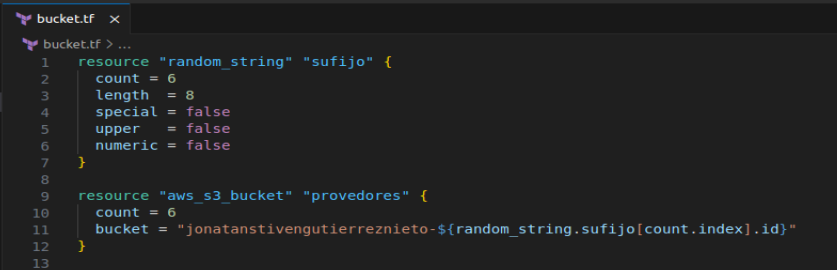 bucket.tf ×
bucket.tf > ...
1 resource "random_string" "sufijo" {
2   count = 6
3   length  = 8
4   special = false
5   upper   = false
6   numeric = false
7 }
8
9 resource "aws_s3_bucket" "provedores" {
10   count = 6
11   bucket = "jonatanstivengutierreznieto-${random_string.sufijo[count.index].id}"
12 }
13